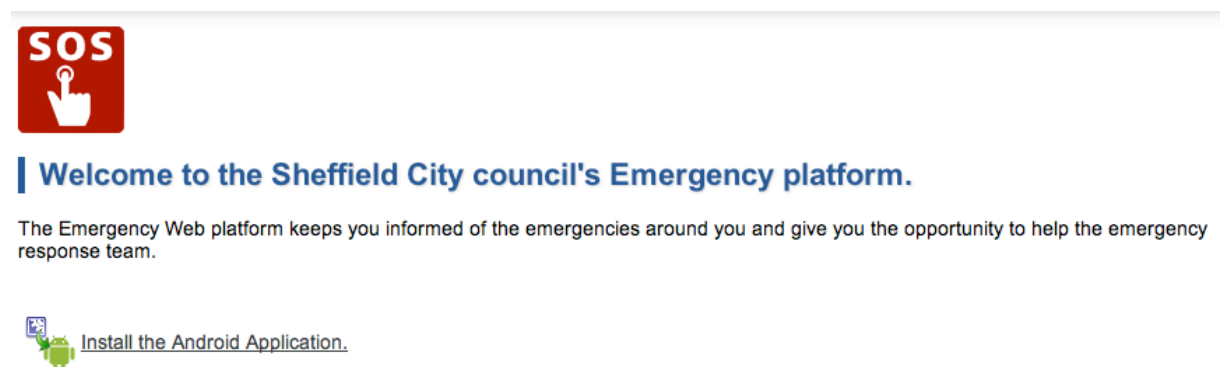 SOS
Welcome to the Sheffield City council's Emergency platform.
The Emergency Web platform keeps you informed of the emergencies around you and give you the opportunity to help the emergency
response team.
Install the Android Application.